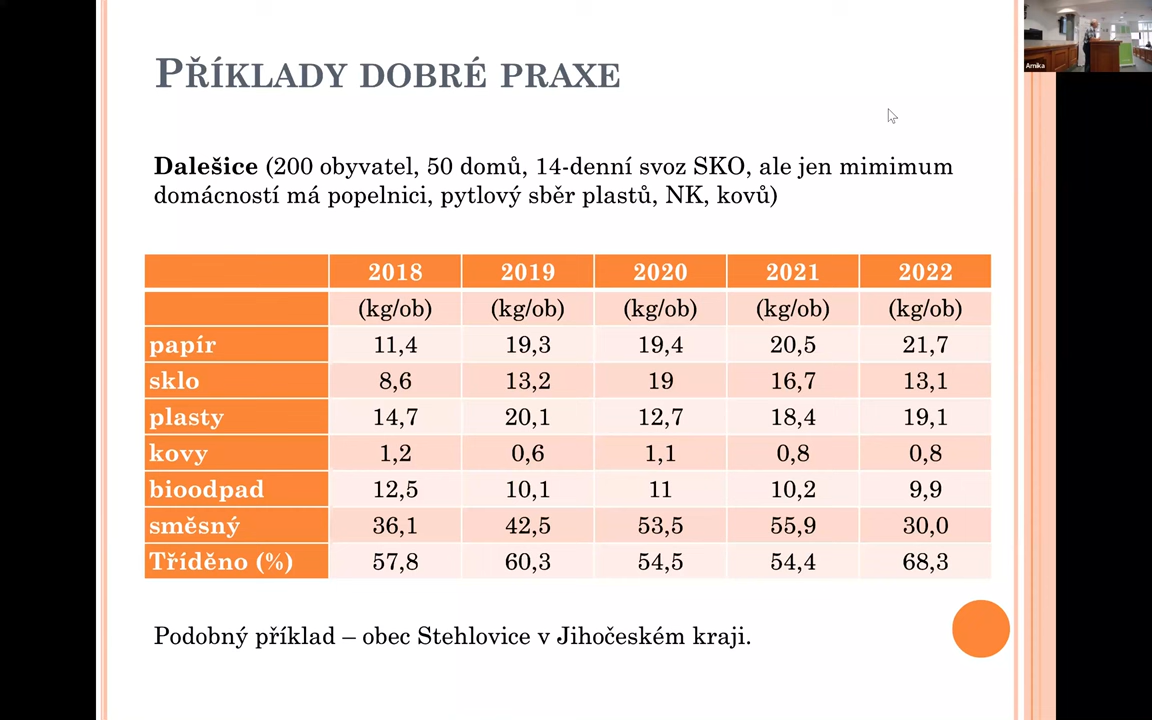 PŘÍKLADY DOBRÉ PRAXE
Arnika
Dalešice (200 obyvatel, 50 domů, 14-denní svoz SKO, ale jen mimimum
domácností má popelnici, pytlový sběr plastů, NK, kovů)
2018 2019 2020 2021 2022
(kg/ob) (kg/ob) (kg/ob) (kg/ob) (kg/ob)
papír 11,4 19,3 19,4 20,5 21,7
sklo 8,6 13,2 19 16,7 13,1
plasty 14,7 20,1 12,7 18,4 19,1
kovy 1,2 0,6 1,1 0,8 0,8
bioodpad 12,5 10,1 11 10,2 9,9
směsný 36,1 42,5 53,5 55,9 30,0
Tříděno (%) 57,8 60,3 54,5 54,4 68,3
Podobný příklad – obec Stehlovice v Jihočeském kraji.